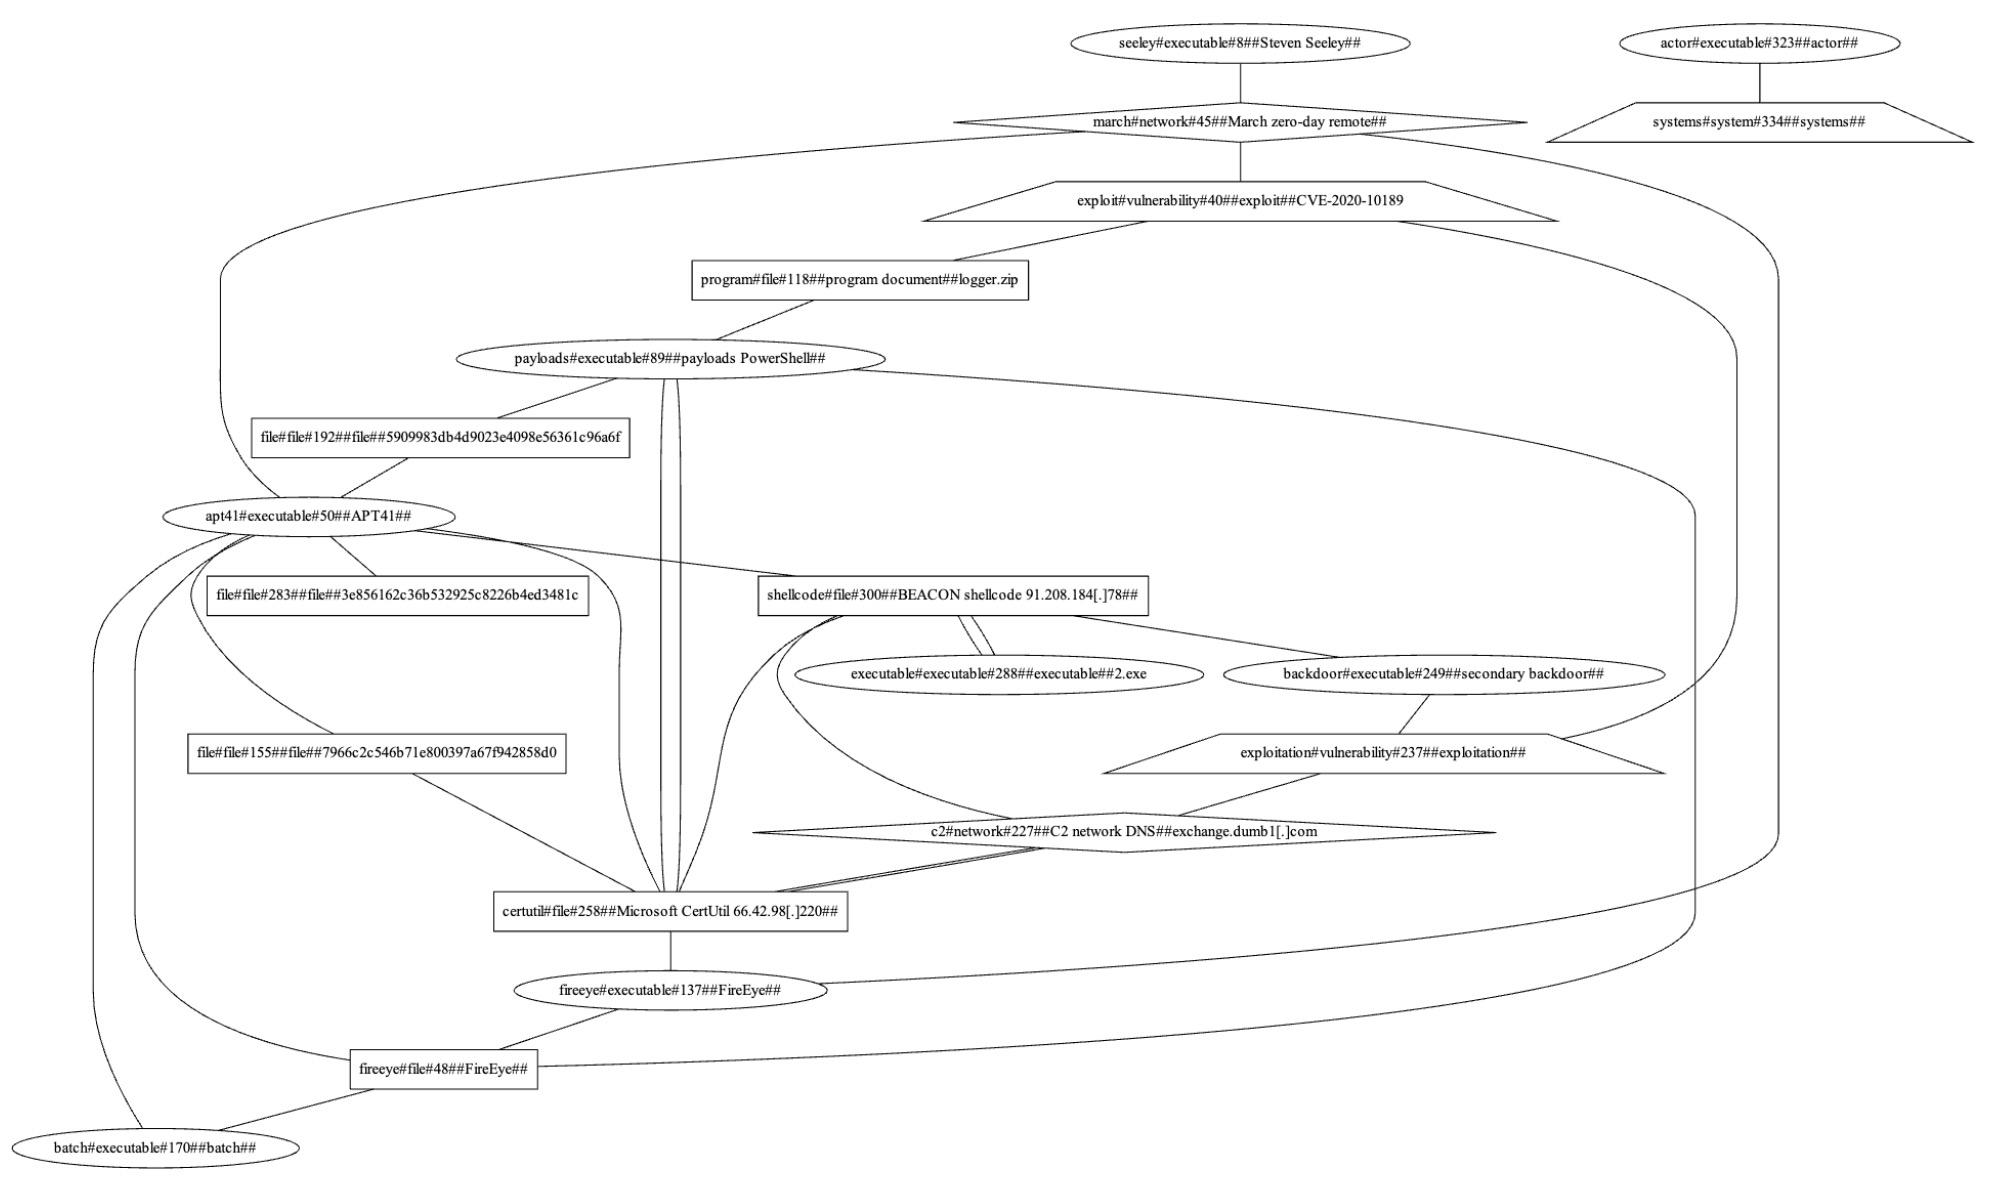 seeley#executable#8##Steven Seeley##
actor#executable#323##actor##
march#network#45##March zero-day remote##
systems#system#334##systems##
exploit#vulnerability#40##exploit##CVE-2020-10189
program#file#118##program document##logger.zip
payloads#executable#89##payloads PowerShell##
file#file#192##file##5909983db4d9023e4098e56361c96a6f
apt41#executable#50##APT41##
file#file#283##file##3e856162c36b532925c8226b4ed3481c
shellcode#file#300##BEACON shellcode 91.208.184[.]78##
executable#executable#288##executable##2.exe
backdoor#executable#249##secondary backdoor##
file#file#155##file##7966c2c546b71e800397a67f942858d0
exploitation#vulnerability#237##exploitation##
c2#network#227##C2 network DNS##exchange.dumb1[.]com
certutil#file#258##Microsoft CertUtil 66.42.98[.]220##
fireeye#executable#137##FireEye##
fireeye#file#48##FireEye##
batch#executable#170##batch##